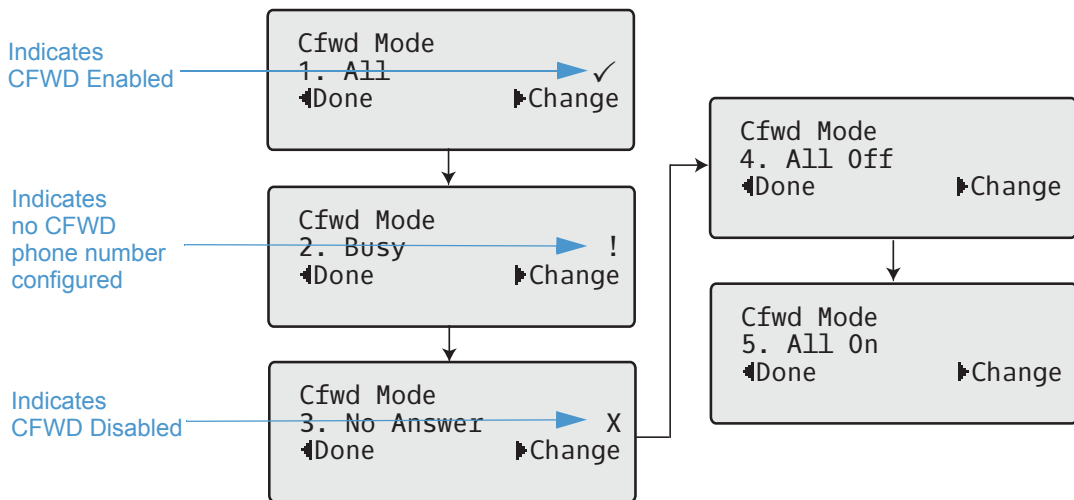 Indicates
CFWD Enabled
Cfwd Mode
1. All ✓
◀Done ▶Change
Indicates
no CFWD
phone number
configured
Cfwd Mode
2. Busy !
◀Done ▶Change
Indicates
CFWD Disabled
Cfwd Mode
3. No Answer X
◀Done ▶Change
Cfwd Mode
4. All Off
◀Done ▶Change
Cfwd Mode
5. All On
◀Done ▶Change